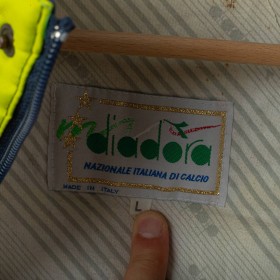 diadora
NAZIONALE ITALIANA DI CALCIO
MADE IN ITALY
L